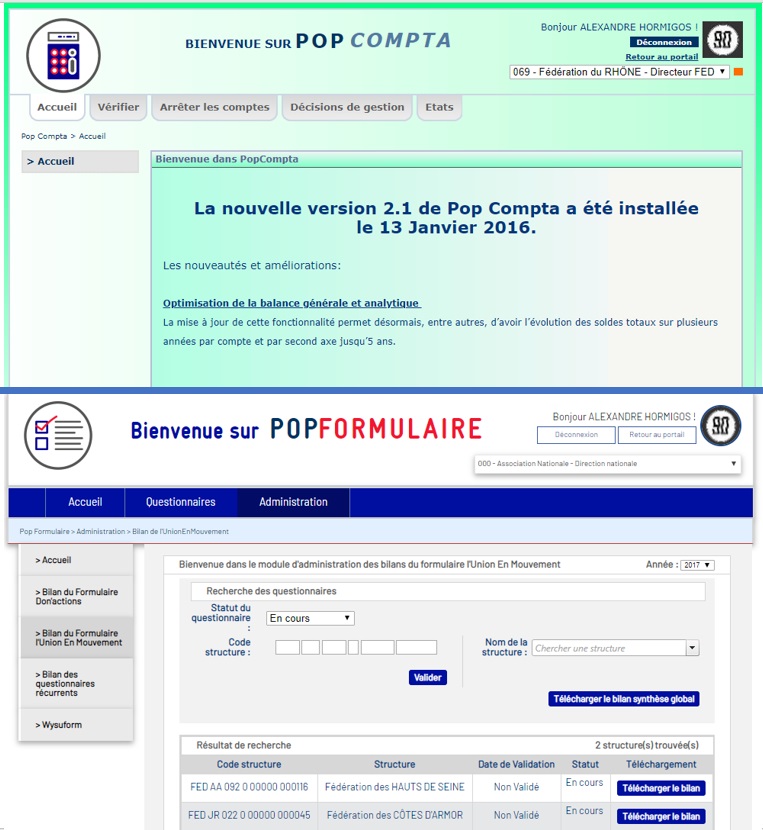 BIENVENUE SUR POP COMPTA
Bonjour ALEXANDRE HORMIGOS !
Déconnexion
Retour au portail
069 - Fédération du RHÔNE - Directeur FED
Accueil Vérifier Arrêter les comptes Décisions de gestion Etats
Pop Compta > Accueil
> Accueil
Bienvenue dans PopCompta
La nouvelle version 2.1 de Pop Compta a été installée
le 13 Janvier 2016.
Les nouveautés et améliorations:
Optimisation de la balance générale et analytique
La mise à jour de cette fonctionnalité permet désormais, entre autres, d'avoir l'évolution des soldes totaux sur plusieurs
années par compte et par second axe jusqu'5 ans.
Bienvenue sur POPFORMULAIRE
Bonjour ALEXANDRE HORMIGOS !
Déconnexion Retour au portail
000 - Association Nationale - Direction nationale
Accueil Questionnaires Administration
Pop Formulaire > Administration > Bilan de l'UnionEnMouvement
> Accueil
> Bilan du Formulaire
Don'actions
> Bilan du Formulaire
l'Union En Mouvement
> Bilan des
questionnaires
récurrents
> Wysuform
Bienvenue dans le module d'administration des bilans du formulaire l'Union En Mouvement
Année : 2017
Recherche des questionnaires
Statut du
questionnaire
:
En cours
Code
structure :
Nom de la
structure :
Chercher une structure
Valider
Télécharger le bilan synthèse global
Résultat de recherche 2 structure(s) trouvée(s)
Code structure Structure Date de Validation Statut Téléchargement
FED AA 092 0 00000 000116 Fédération des HAUTS DE SEINE Non Validé En cours Télécharger le bilan
FED JR 022 0 00000 000045 Fédération des CÔTES D'ARMOR Non Validé En cours Télécharger le bilan